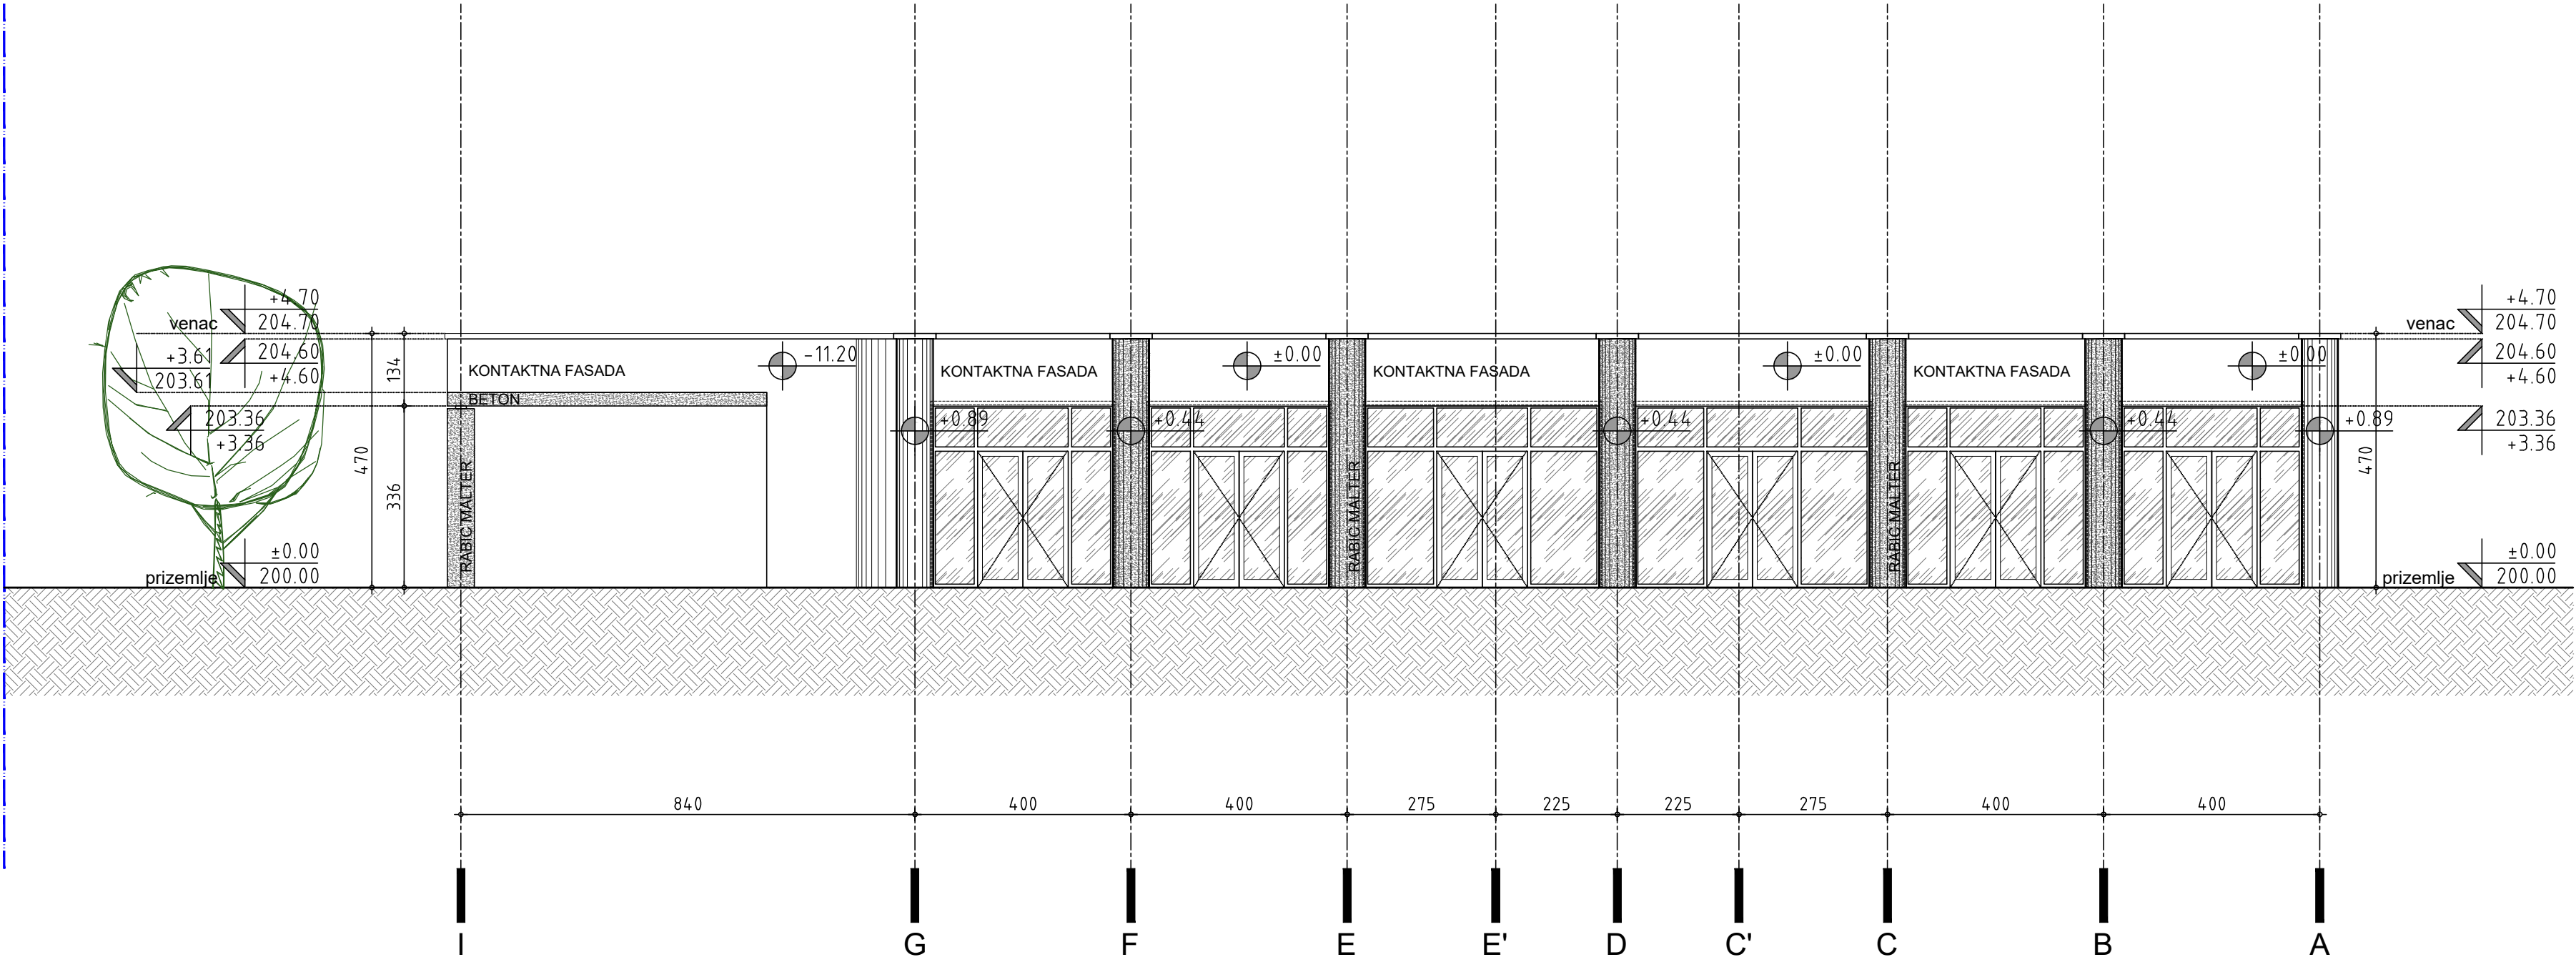 +4.70
venac 204.70
204.60
+4.60
+3.61
203.61
203.36
+3.36
±0.00
prizemlje 200.00
470
134
336
KONTAKTNA FASADA
-11.20
BETON
RABIC MALTER
KONTAKTNA FASADA
±0.00
KONTAKTNA FASADA
±0.00
KONTAKTNA FASADA
±0.00
+0.89
+0.44
+0.44
+0.44
+0.89
RABIC MALTER
RABIC MALTER
470
+4.70
venac 204.70
204.60
+4.60
203.36
+3.36
±0.00
prizemlje 200.00
840 400 400 275 225 225 275 400 400
I G F E E' D C' C B A